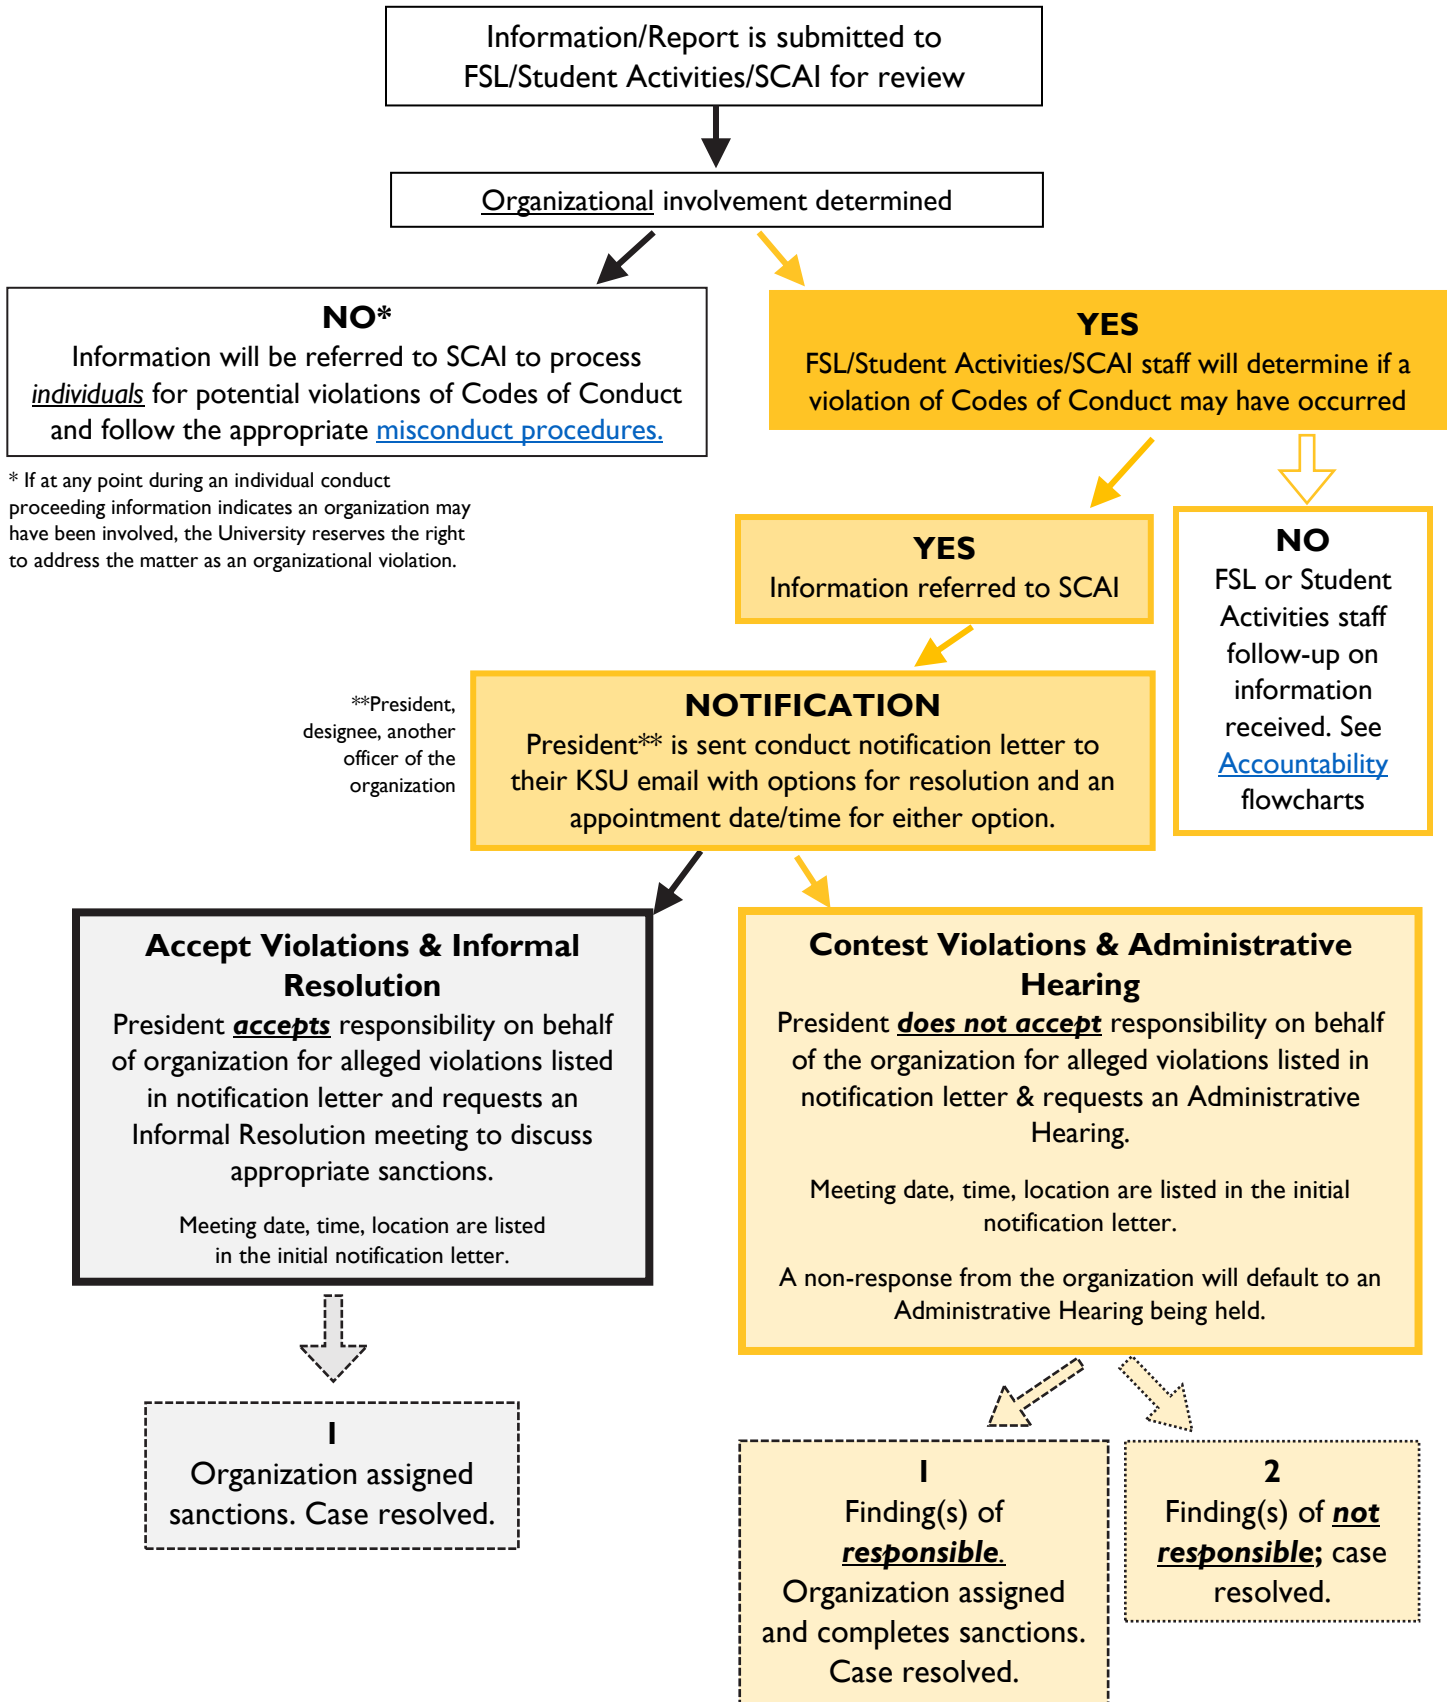 Information/Report is submitted to
FSL/Student Activities/SCAI for review
Organizational involvement determined
NO*
Information will be referred to SCAI to process
individuals for potential violations of Codes of Conduct
and follow the appropriate misconduct procedures.
* If at any point during an individual conduct
proceeding information indicates an organization may
have been involved, the University reserves the right
to address the matter as an organizational violation.
YES
FSL/Student Activities/SCAI staff will determine if a
violation of Codes of Conduct may have occurred
YES
Information referred to SCAI
NO
FSL or Student
Activities staff
follow-up on
information
received. See
Accountability
flowcharts
**President,
designee, another
officer of the
organization
NOTIFICATION
President** is sent conduct notification letter to
their KSU email with options for resolution and an
appointment date/time for either option.
Accept Violations & Informal
Resolution
President accepts responsibility on behalf
of organization for alleged violations listed
in notification letter and requests an
Informal Resolution meeting to discuss
appropriate sanctions.
Meeting date, time, location are listed
in the initial notification letter.
Contest Violations & Administrative
Hearing
President does not accept responsibility on behalf
of the organization for alleged violations listed in
notification letter & requests an Administrative
Hearing.
Meeting date, time, location are listed in the initial
notification letter.
A non-response from the organization will default to an
Administrative Hearing being held.
1
Organization assigned
sanctions. Case resolved.
1
Finding(s) of
responsible.
Organization assigned
and completes sanctions.
Case resolved.
2
Finding(s) of not
responsible; case
resolved.